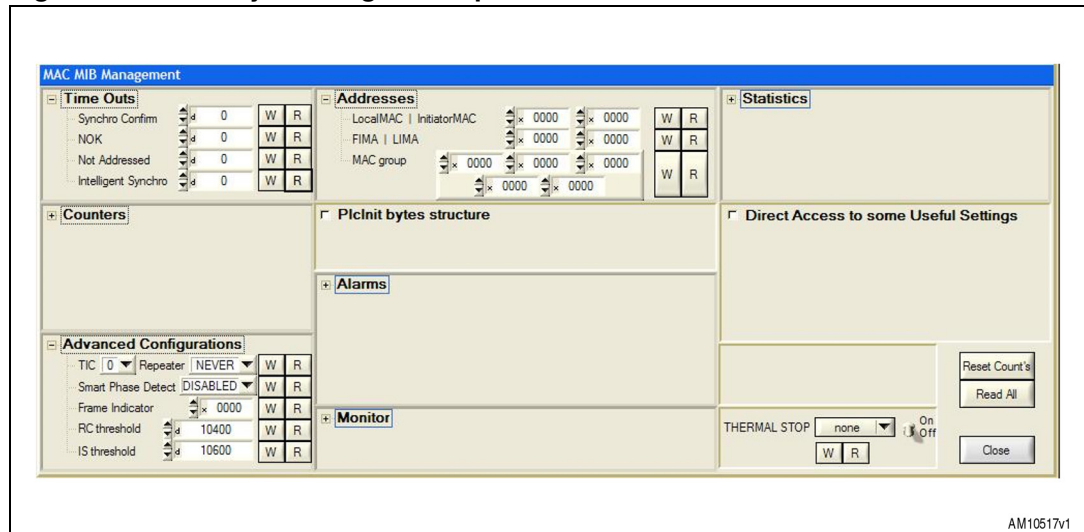 MAC MIB Management
Time Outs
Synchro Confirm d 0 W R
NOK d 0 W R
Not Addressed d 0 W R
Intelligent Synchro d 0 W R
Addresses
LocalMAC | InitiatorMAC x 0000 x 0000 W R
FIMA | LIMA x 0000 x 0000 W R
MAC group x 0000 x 0000 x 0000 W R
x 0000 x 0000
Statistics
Counters
PlcInit bytes structure
Direct Access to some Useful Settings
Alarms
Advanced Configurations
TIC 0 Repeater NEVER W R
Smart Phase Detect DISABLED W R
Frame Indicator x 0000 W R
RC threshold d 10400 W R
IS threshold d 10600 W R
Monitor
THERMAL STOP none On
Off
W R
Reset Count's
Read All
Close
AM10517v1